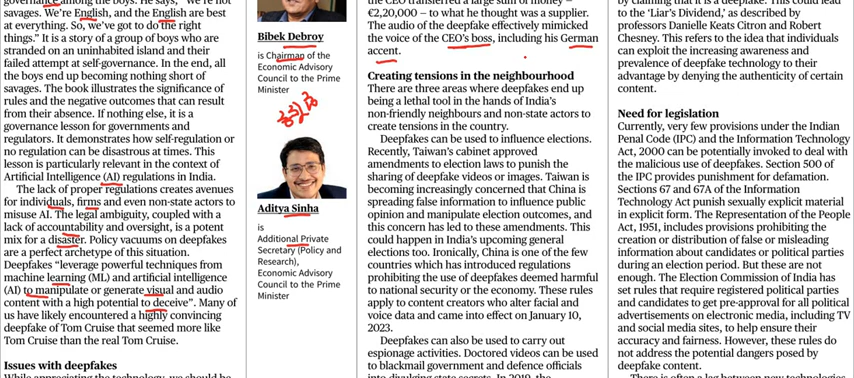 governance among the boys. He says, "We're not
savages. We're English, and the English are best
at everything. So, we've got to do the right
things." It is a story of a group of boys who are
stranded on an uninhabited island and their
failed attempt at self-governance. In the end, all
the boys end up becoming nothing short of
savages. The book illustrates the significance of
rules and the negative outcomes that can result
from their absence. If nothing else, it is a
governance lesson for governments and
regulators. It demonstrates how self-regulation or
no regulation can be disastrous at times. This
lesson is particularly relevant in the context of
Artificial Intelligence (AI) regulations in India.
The lack of proper regulations creates avenues
for individuals, firms and even non-state actors to
misuse AI. The legal ambiguity, coupled with a
lack of accountability and oversight, is a potent
mix for a disaster. Policy vacuums on deepfakes
are a perfect archetype of this situation.
Deepfakes "leverage powerful techniques from
machine learning (ML) and artificial intelligence
(AI) to manipulate or generate visual and audio
content with a high potential to deceive". Many of
us have likely encountered a highly convincing
deepfake of Tom Cruise that seemed more like
Tom Cruise than the real Tom Cruise.
Issues with deepfakes
While appreciating the technology, we should be
Bibek Debroy
is Chairman of the
Economic Advisory
Council to the Prime
Minister
Aditya Sinha
is
Additional Private
Secretary (Policy and
Research),
Economic Advisory
Council to the Prime
Minister
the CEO transferred a large sum of money –
€2,20,000 – to what he thought was a supplier.
The audio of the deepfake effectively mimicked
the voice of the CEO's boss, including his German
accent.
Creating tensions in the neighbourhood
There are three areas where deepfakes end up
being a lethal tool in the hands of India's
non-friendly neighbours and non-state actors to
create tensions in the country.
Deepfakes can be used to influence elections.
Recently, Taiwan's cabinet approved
amendments to election laws to punish the
sharing of deepfake videos or images. Taiwan is
becoming increasingly concerned that China is
spreading false information to influence public
opinion and manipulate election outcomes, and
this concern has led to these amendments. This
could happen in India's upcoming general
elections too. Ironically, China is one of the few
countries which has introduced regulations
prohibiting the use of deepfakes deemed harmful
to national security or the economy. These rules
apply to content creators who alter facial and
voice data and came into effect on January 10,
2023.
Deepfakes can also be used to carry out
espionage activities. Doctored videos can be used
to blackmail government and defence officials
into divulging state secrets. In 2019, the
by claiming that it is a deepfake. This could lead
to the 'Liar's Dividend,' as described by
professors Danielle Keats Citron and Robert
Chesney. This refers to the idea that individuals
can exploit the increasing awareness and
prevalence of deepfake technology to their
advantage by denying the authenticity of certain
content.
Need for legislation
Currently, very few provisions under the Indian
Penal Code (IPC) and the Information Technology
Act, 2000 can be potentially invoked to deal with
the malicious use of deepfakes. Section 500 of
the IPC provides punishment for defamation.
Sections 67 and 67A of the Information
Technology Act punish sexually explicit material
in explicit form. The Representation of the People
Act, 1951, includes provisions prohibiting the
creation or distribution of false or misleading
information about candidates or political parties
during an election period. But these are not
enough. The Election Commission of India has
set rules that require registered political parties
and candidates to get pre-approval for all political
advertisements on electronic media, including TV
and social media sites, to help ensure their
accuracy and fairness. However, these rules do
not address the potential dangers posed by
deepfake content.
There is often a lag between new technologies